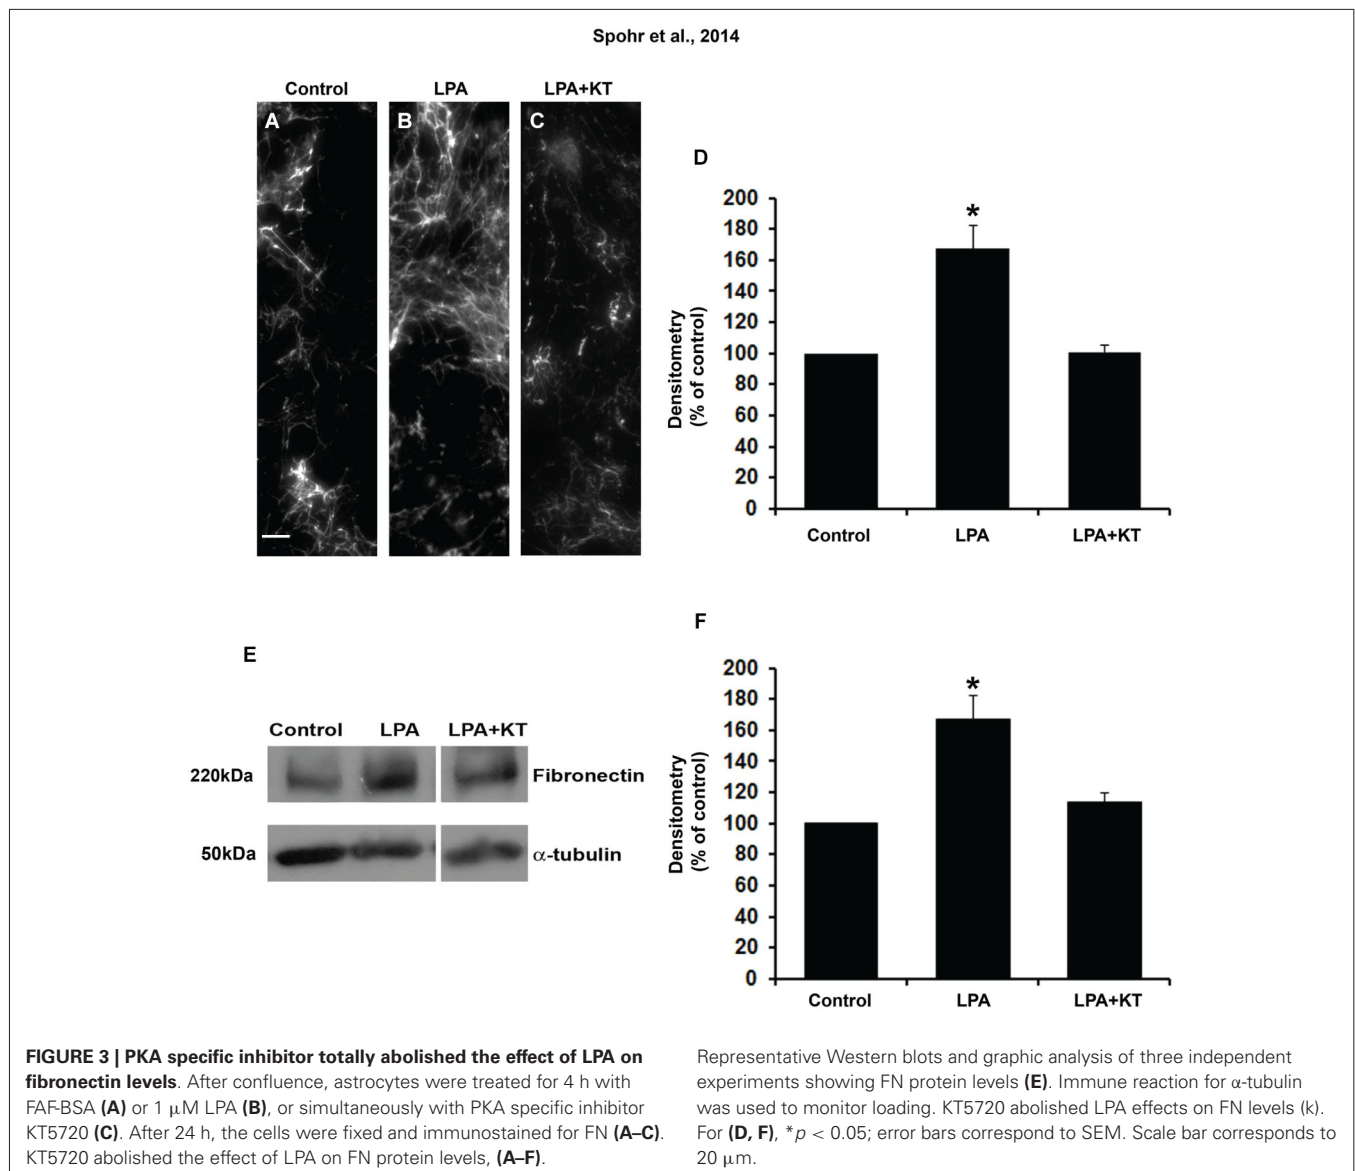 Spohr et al., 2014
Control LPA LPA+KT
A B C
D
200
180
160
140
120
100
80
60
40
20
0
Densitometry
(% of control)
*
Control LPA LPA+KT
E
Control LPA LPA+KT
220kDa Fibronectin
50kDa α-tubulin
F
200
180
160
140
120
100
80
60
40
20
0
Densitometry
(% of control)
*
Control LPA LPA+KT
FIGURE 3 | PKA specific inhibitor totally abolished the effect of LPA on
fibronectin levels. After confluence, astrocytes were treated for 4 h with
FAF-BSA (A) or 1 μM LPA (B), or simultaneously with PKA specific inhibitor
KT5720 (C). After 24 h, the cells were fixed and immunostained for FN (A–C).
KT5720 abolished the effect of LPA on FN protein levels, (A–F).
Representative Western blots and graphic analysis of three independent
experiments showing FN protein levels (E). Immune reaction for α-tubulin
was used to monitor loading. KT5720 abolished LPA effects on FN levels (k).
For (D, F), *p < 0.05; error bars correspond to SEM. Scale bar corresponds to
20 μm.